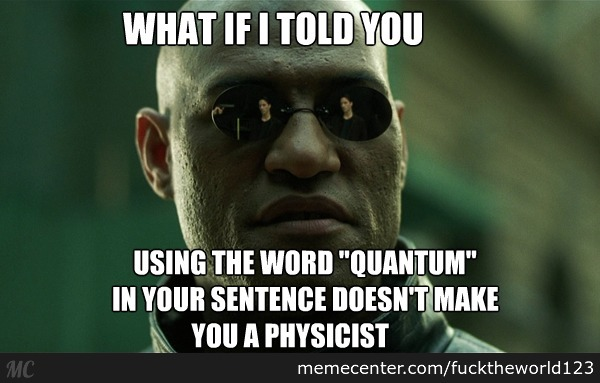 WHAT IF I TOLD YOU
USING THE WORD "QUANTUM"
IN YOUR SENTENCE DOESN'T MAKE
YOU A PHYSICIST
MC memecenter.com/fucktheworld123